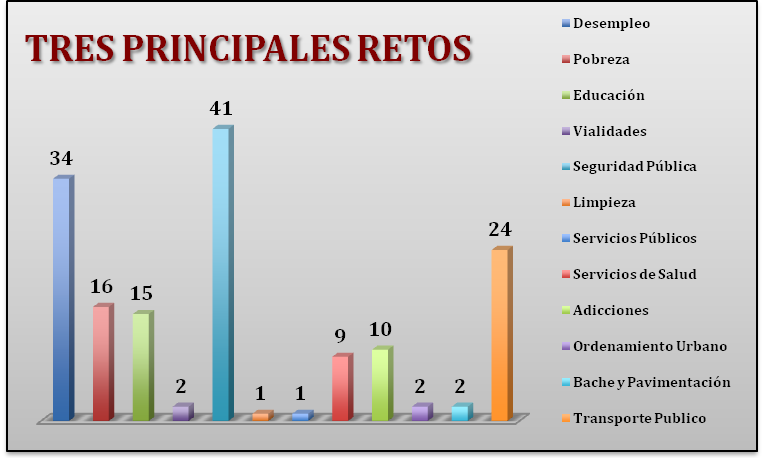 TRES PRINCIPALES RETOS
34
16
15
2
41
1
1
9
10
2
2
24
Desempleo
Pobreza
Educación
Vialidades
Seguridad Pública
Limpieza
Servicios Públicos
Servicios de Salud
Adicciones
Ordenamiento Urbano
Bache y Pavimentación
Transporte Publico